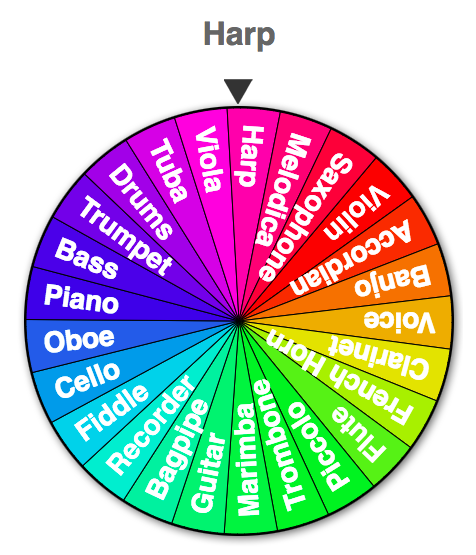 Harp
Harp
Melodica
Saxophone
Violin
Accordian
Banjo
Voice
Clarinet
French Horn
Flute
Piccolo
Trombone
Marimba
Guitar
Bagpipe
Recorder
Fiddle
Cello
Oboe
Piano
Bass
Trumpet
Drums
Tuba
Viola